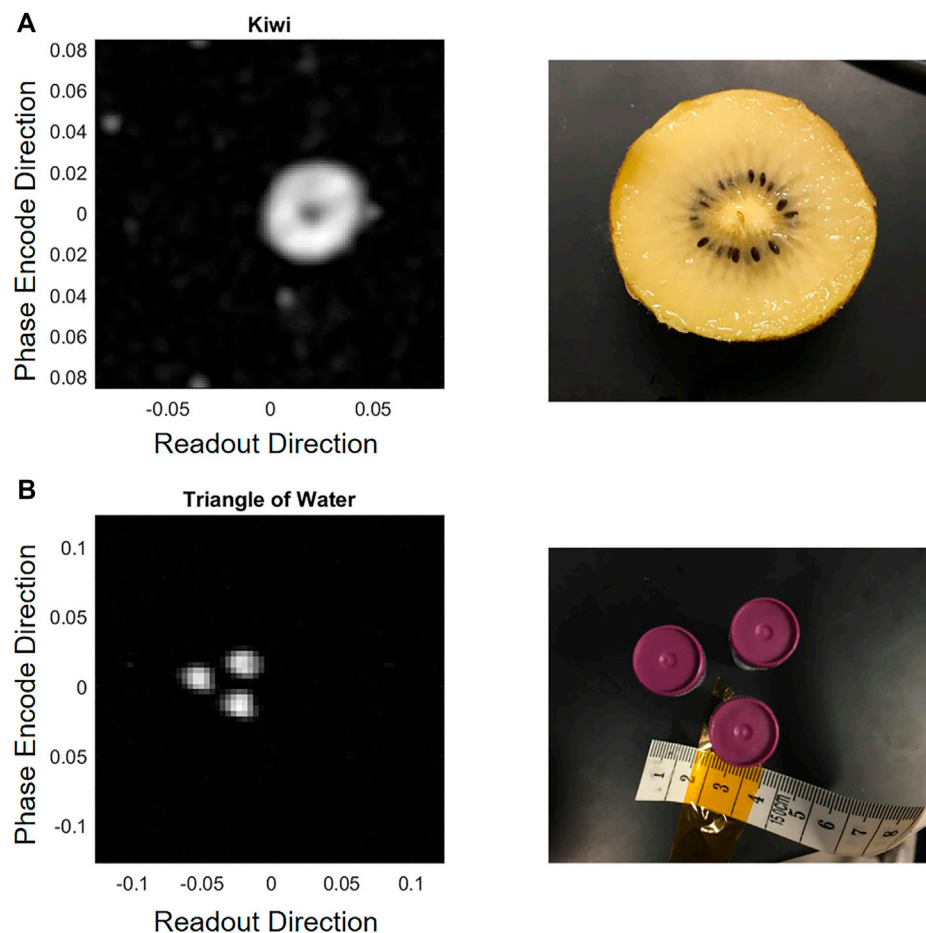 A
Kiwi
Phase Encode Direction
0.08
0.06
0.04
0.02
0
0.02
0.04
0.06
0.08
-0.05 0 0.05
Readout Direction
B
Triangle of Water
Phase Encode Direction
0.1
0.05
0
0.05
-0.1
-0.1 -0.05 0 0.05 0.1
Readout Direction
1 2 3 4 150cm 5 6 7 8